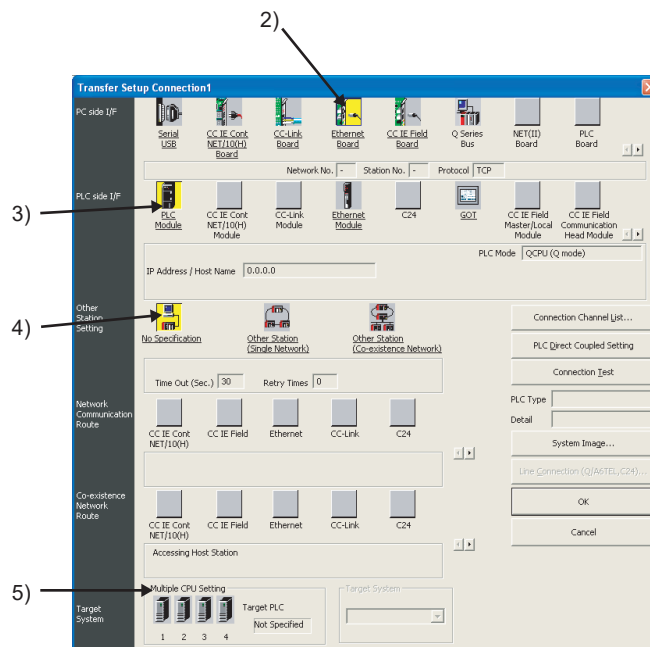 2)
Transfer Setup Connection1
PC side I/F
Serial
USB
CC IE Cont
NET/10(H)
Board
CC-Link
Board
Ethernet
Board
CC IE Field
Board
Q Series
Bus
NET(II)
Board
PLC
Board
Network No. - Station No. - Protocol TCP
3)
PLC side I/F
PLC
Module
CC IE Cont
NET/10(H)
Module
CC-Link
Module
Ethernet
Module
C24
GOT
CC IE Field
Master/Local
Module
CC IE Field
Communication
Head Module
PLC Mode QCPU (Q mode)
IP Address / Host Name 0.0.0.0
4)
Other
Station
Setting
No Specification
Other Station
(Single Network)
Other Station
(Co-existence Network)
Time Out (Sec.) 30 Retry Times 0
Connection Channel List...
PLC Direct Coupled Setting
Connection Test
PLC Type
Detail
System Image...
Line Connection (Q/A6TEL,C24)...
OK
Cancel
Network
Communication
Route
CC IE Cont
NET/10(H)
CC IE Field
Ethernet
CC-Link
C24
Co-existence
Network
Route
CC IE Cont
NET/10(H)
CC IE Field
Ethernet
CC-Link
C24
Accessing Host Station
5)
Target
System
Multiple CPU Setting
1 2 3 4
Target PLC
Not Specified
Target System